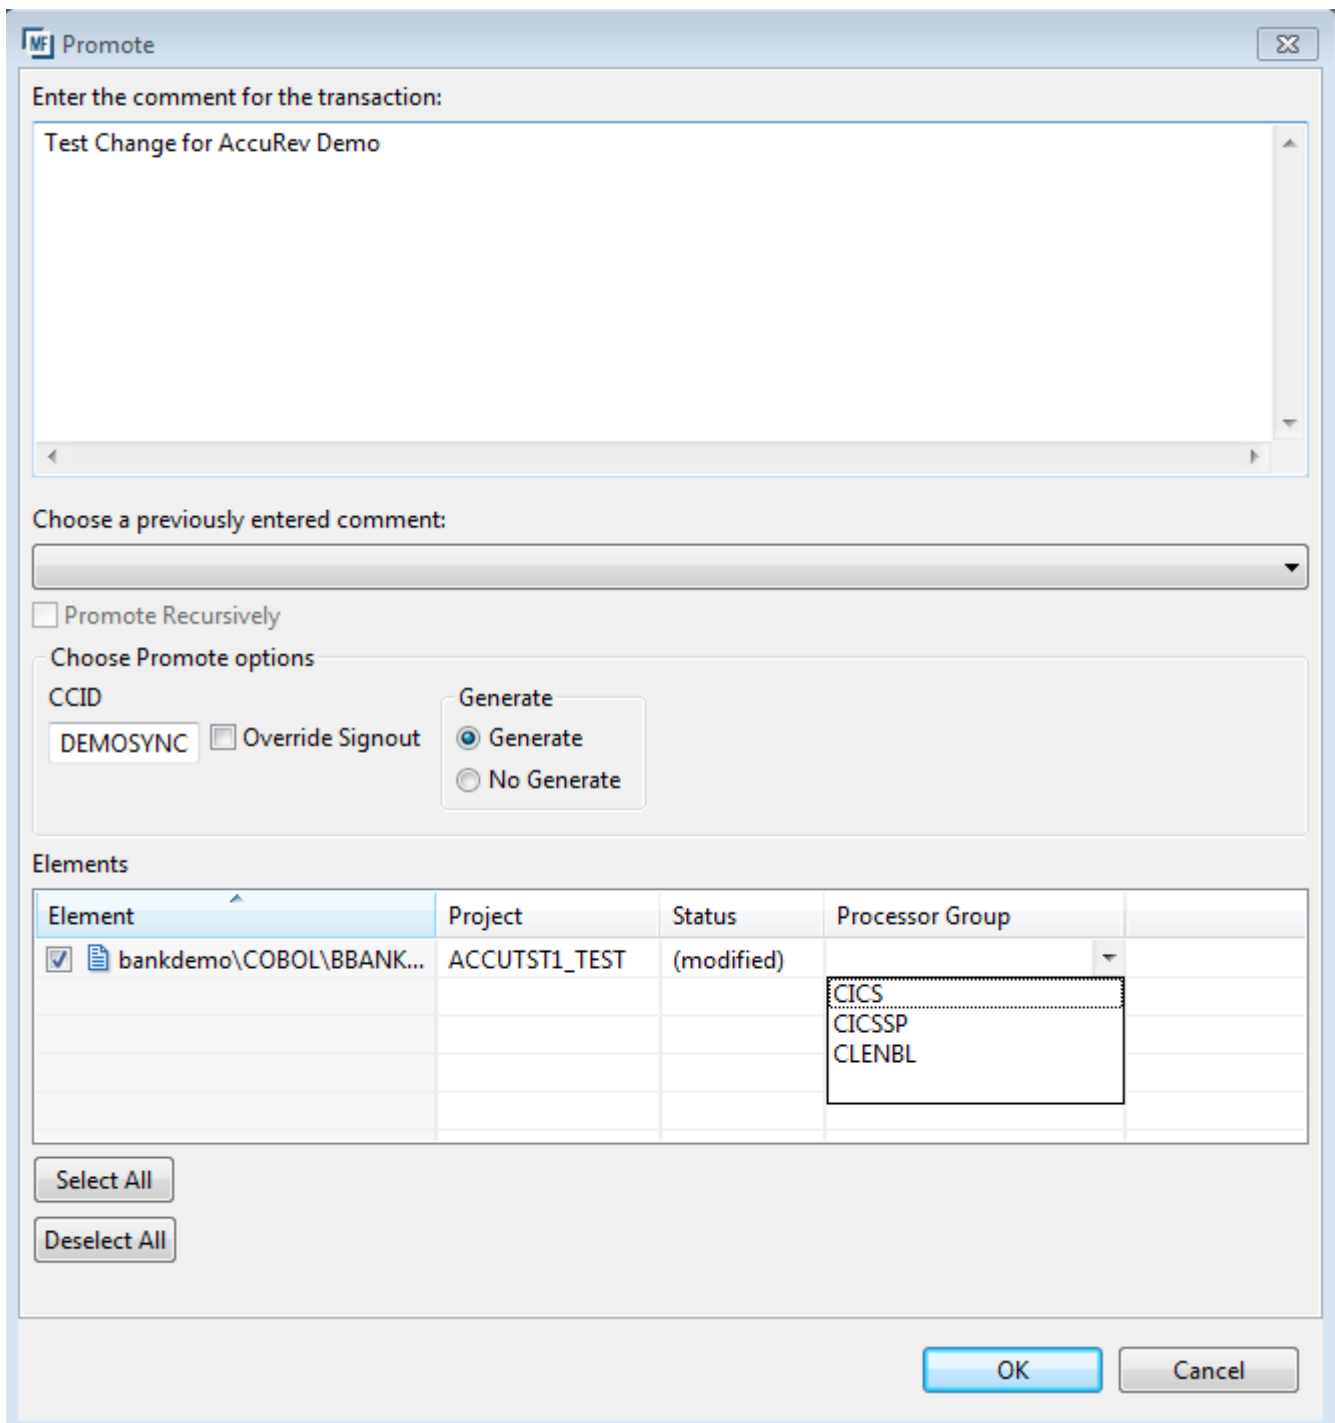 MF Promote
Enter the comment for the transaction:
Test Change for AccuRev Demo
Choose a previously entered comment:
Promote Recursively
Choose Promote options
CCID
Generate
DEMOSYNC Override Signout
Generate
No Generate
Elements
Element Project Status Processor Group
bankdemo\COBOL\BBANK... ACCUTST1_TEST (modified)
CICS
CICSSP
CLENBL
Select All
Deselect All
OK Cancel